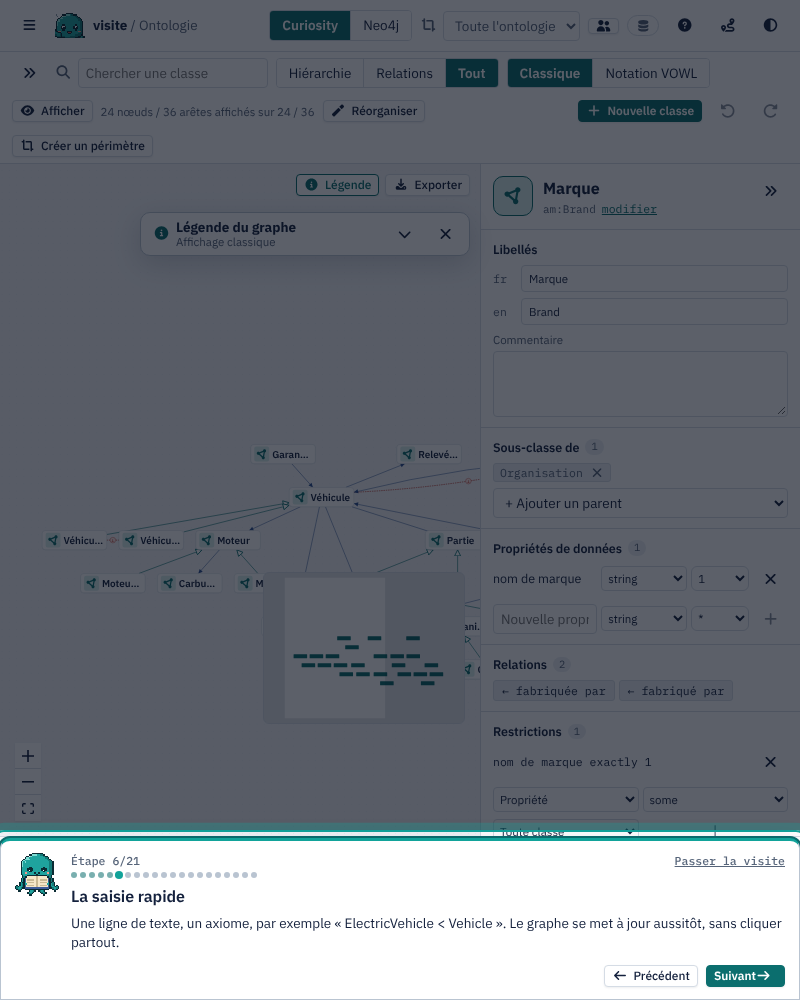 visite / Ontologie
Curiosity Neo4j
Toute l'ontologie
Chercher une classe
Hiérarchie Relations Tout
Classique Notation VOWL
Afficher
24 nœuds / 36 arêtes affichés sur 24 / 36
Réorganiser
+ Nouvelle classe
Créer un périmètre
Légende
Exporter
Légende du graphe
Affichage classique
Garan...
Relevé...
Véhicule
Véhicu...
Véhicu...
Moteur
Partie
Moteu...
Carbu...
Marque
am:Brand modifier
Libellés
fr Marque
en Brand
Commentaire
Sous-classe de 1
Organisation ×
+ Ajouter un parent
Propriétés de données 1
nom de marque string 1
Nouvelle propr string *
Relations 2
← fabriquée par ← fabriqué par
Restrictions 1
nom de marque exactly 1
Propriété some
Toute classe
Étape 6/21
Passer la visite
La saisie rapide
Une ligne de texte, un axiome, par exemple « ElectricVehicle < Vehicle ». Le graphe se met à jour aussitôt, sans cliquer
partout.
← Précédent
Suivant→